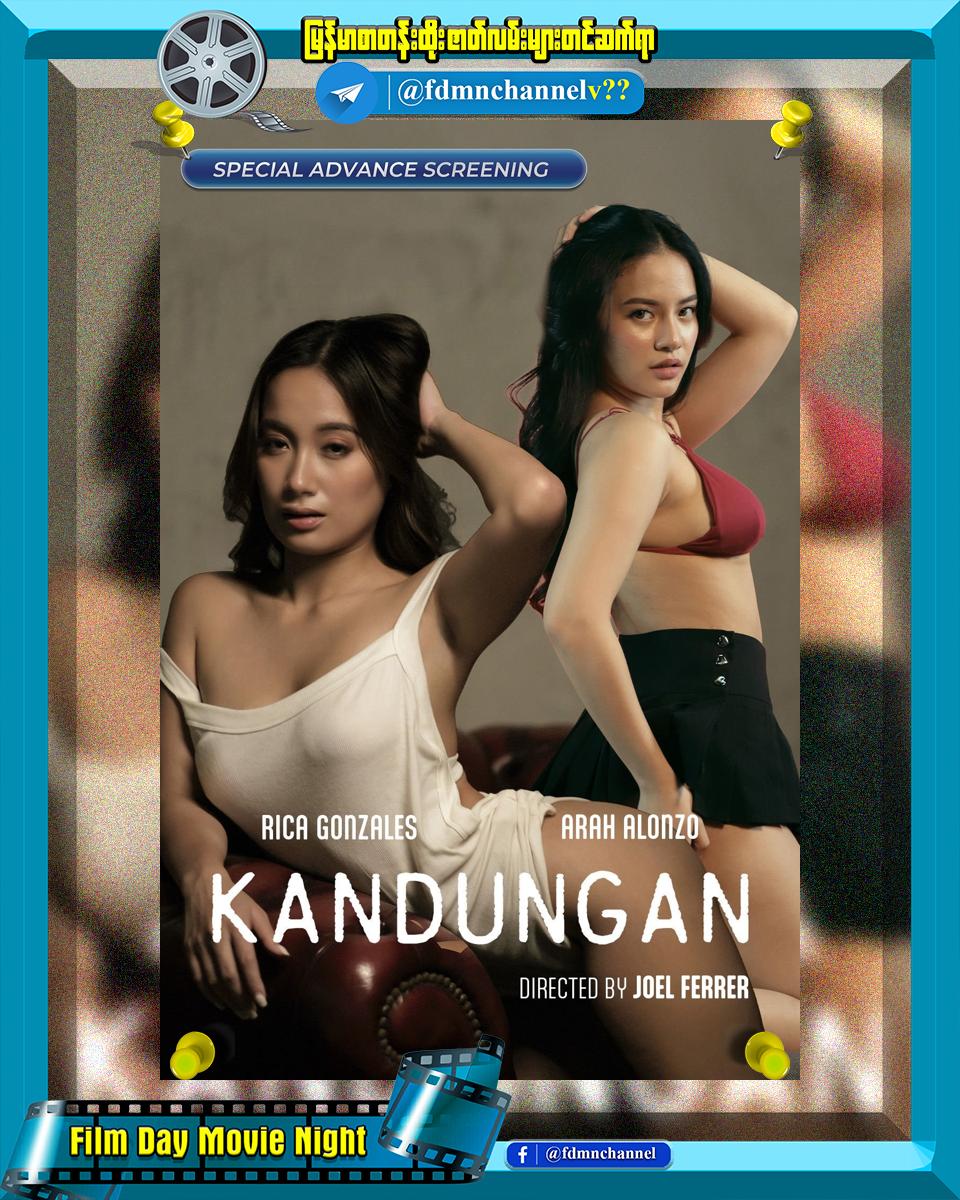 မြန်မာစာတန်းထိုးဇာတ်လမ်းများတင်ဆက်ရာ
@fdmnchannelv??
SPECIAL ADVANCE SCREENING
RICA GONZALES
ARAH ALONZO
KANDUNGAN
DIRECTED BY JOEL FERRER
Film Day Movie Night
@fdmnchannel